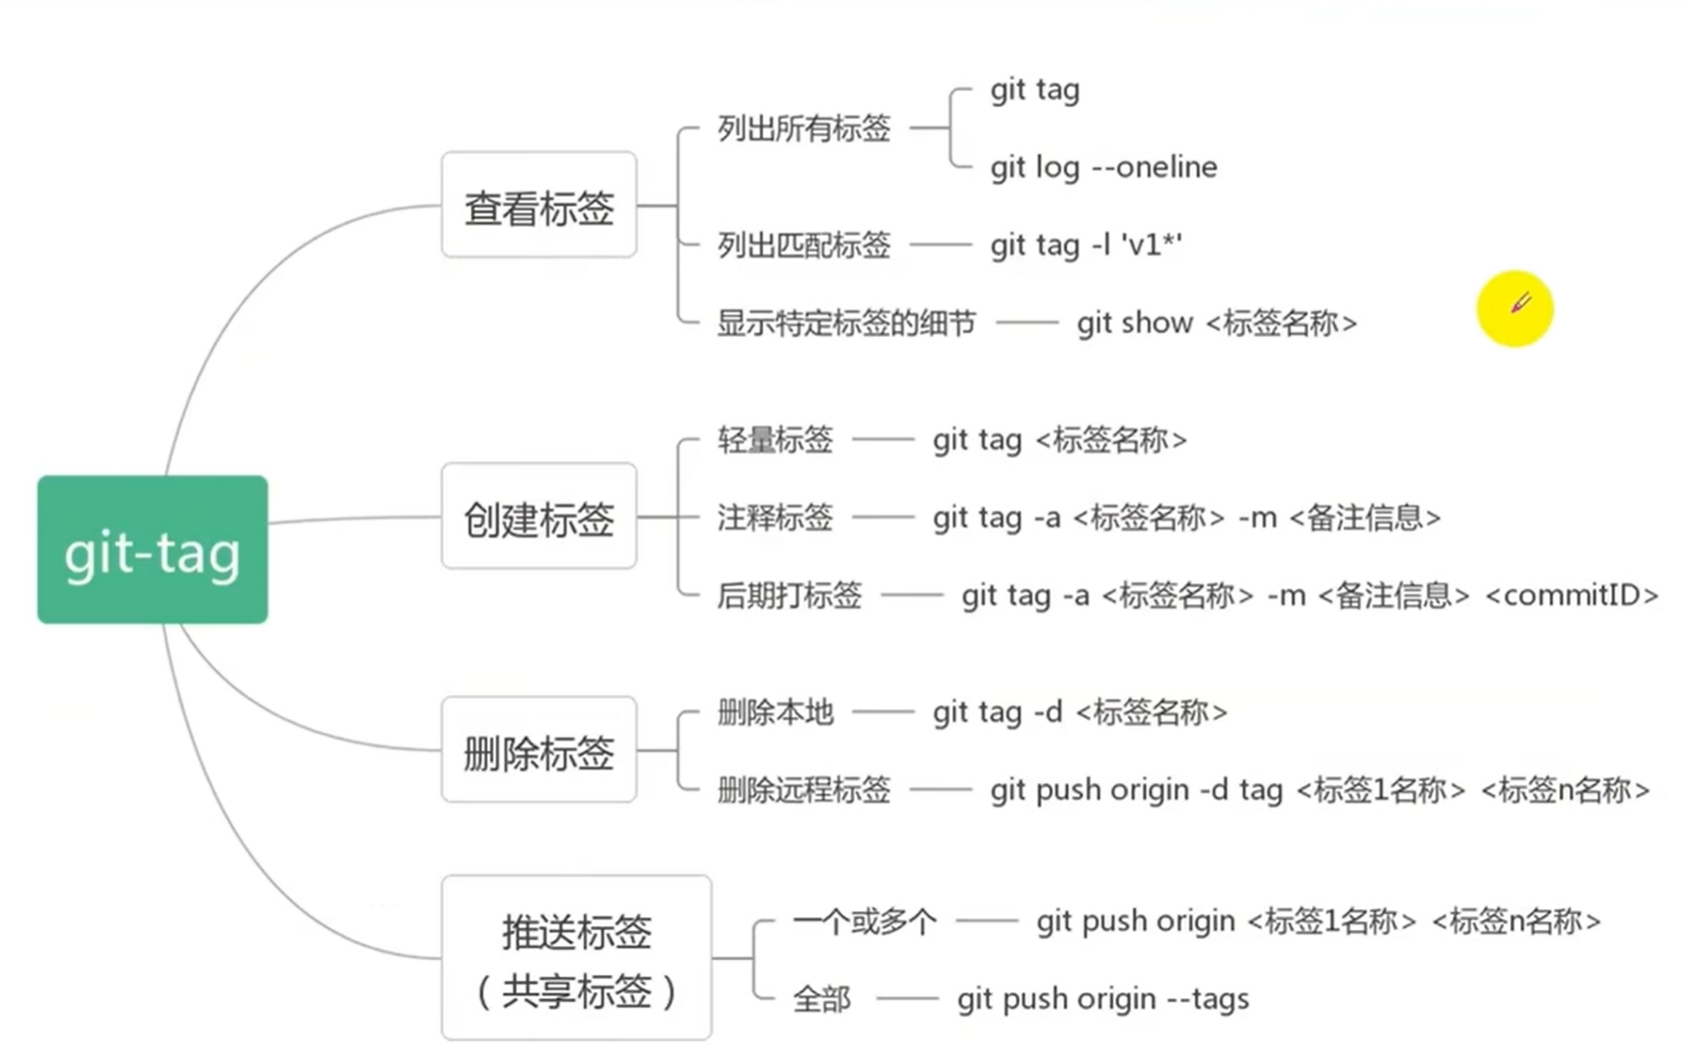 git-tag
查看标签
列出所有标签
git tag
git log --oneline
列出匹配标签
git tag -l 'v1*'
显示特定标签的细节
git show <标签名称>
创建标签
轻量标签
git tag <标签名称>
注释标签
git tag -a <标签名称> -m <备注信息>
后期打标签
git tag -a <标签名称> -m <备注信息> <commitID>
删除标签
删除本地
git tag -d <标签名称>
删除远程标签
git push origin -d tag <标签1名称> <标签n名称>
推送标签
（共享标签）
一个或多个
git push origin <标签1名称> <标签n名称>
全部
git push origin --tags